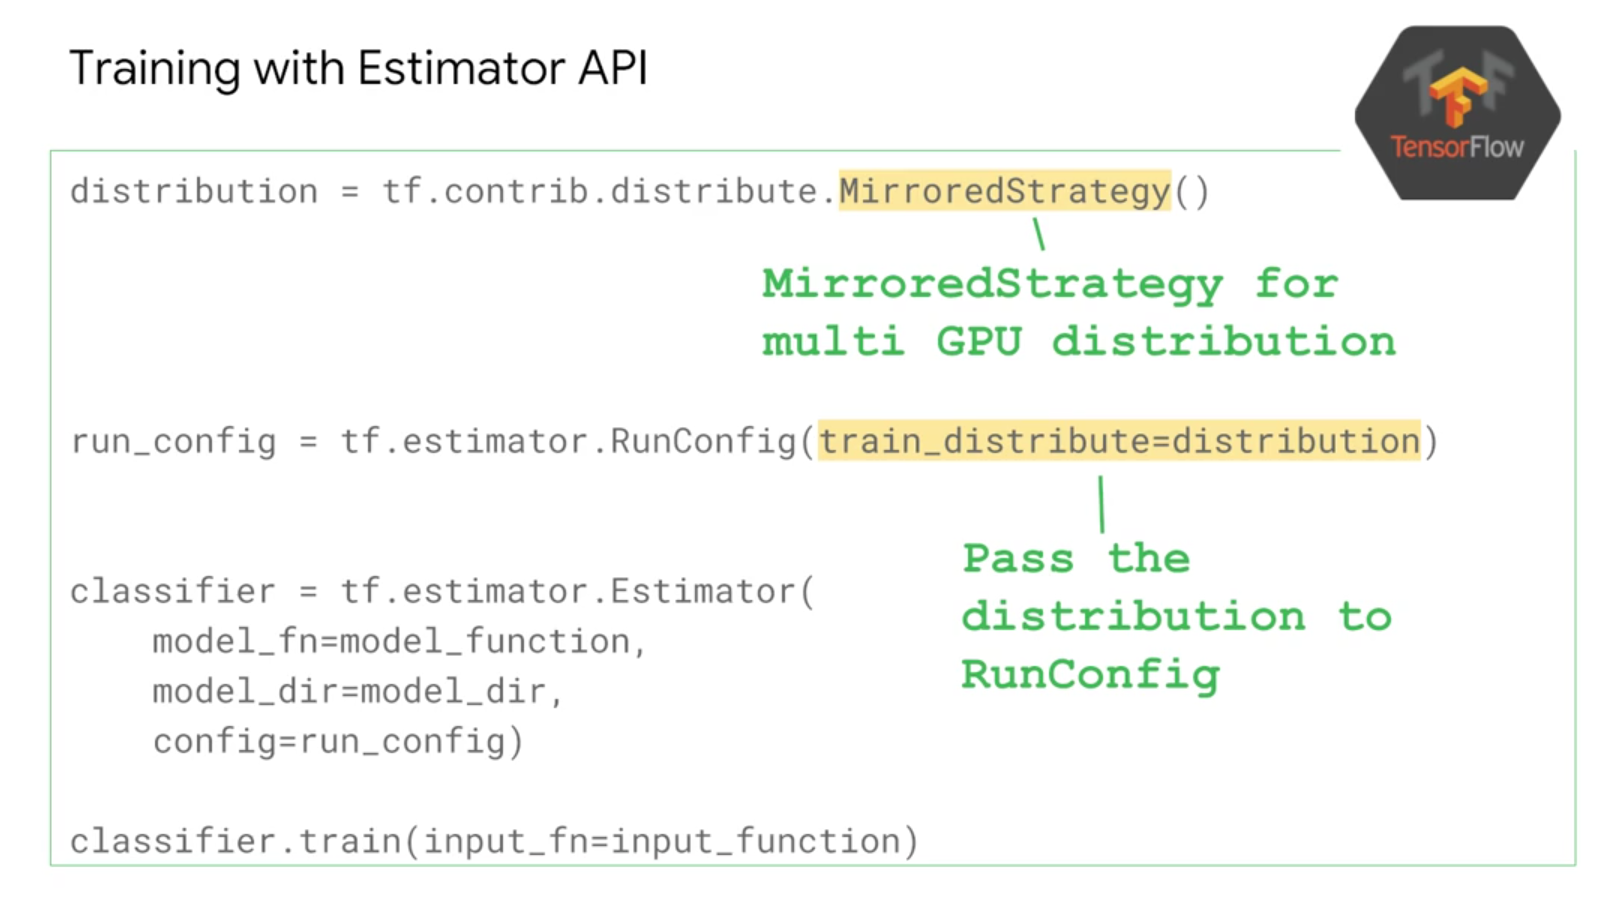 Training with Estimator API
TensorFlow
distribution = tf.contrib.distribute.MirroredStrategy()
MirroredStrategy for
multi GPU distribution
run_config = tf.estimator.RunConfig(train_distribute=distribution)
Pass the
distribution to
RunConfig
classifier = tf.estimator.Estimator(
    model_fn=model_function,
    model_dir=model_dir,
    config=run_config)
classifier.train(input_fn=input_function)